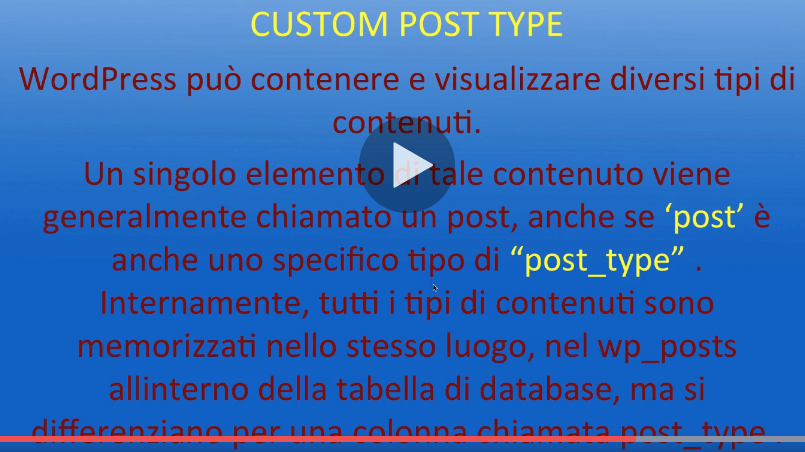 CUSTOM POST TYPE
WordPress può contenere e visualizzare diversi tipi di
contenuti.
Un singolo elemento di tale contenuto viene
generalmente chiamato un post, anche se ‘post’ è
anche uno specifico tipo di “post_type” .
Internamente, tutti i tipi di contenuti sono
memorizzati nello stesso luogo, nel wp_posts
allinterno della tabella di database, ma si
differenziano per una colonna chiamata post_type .